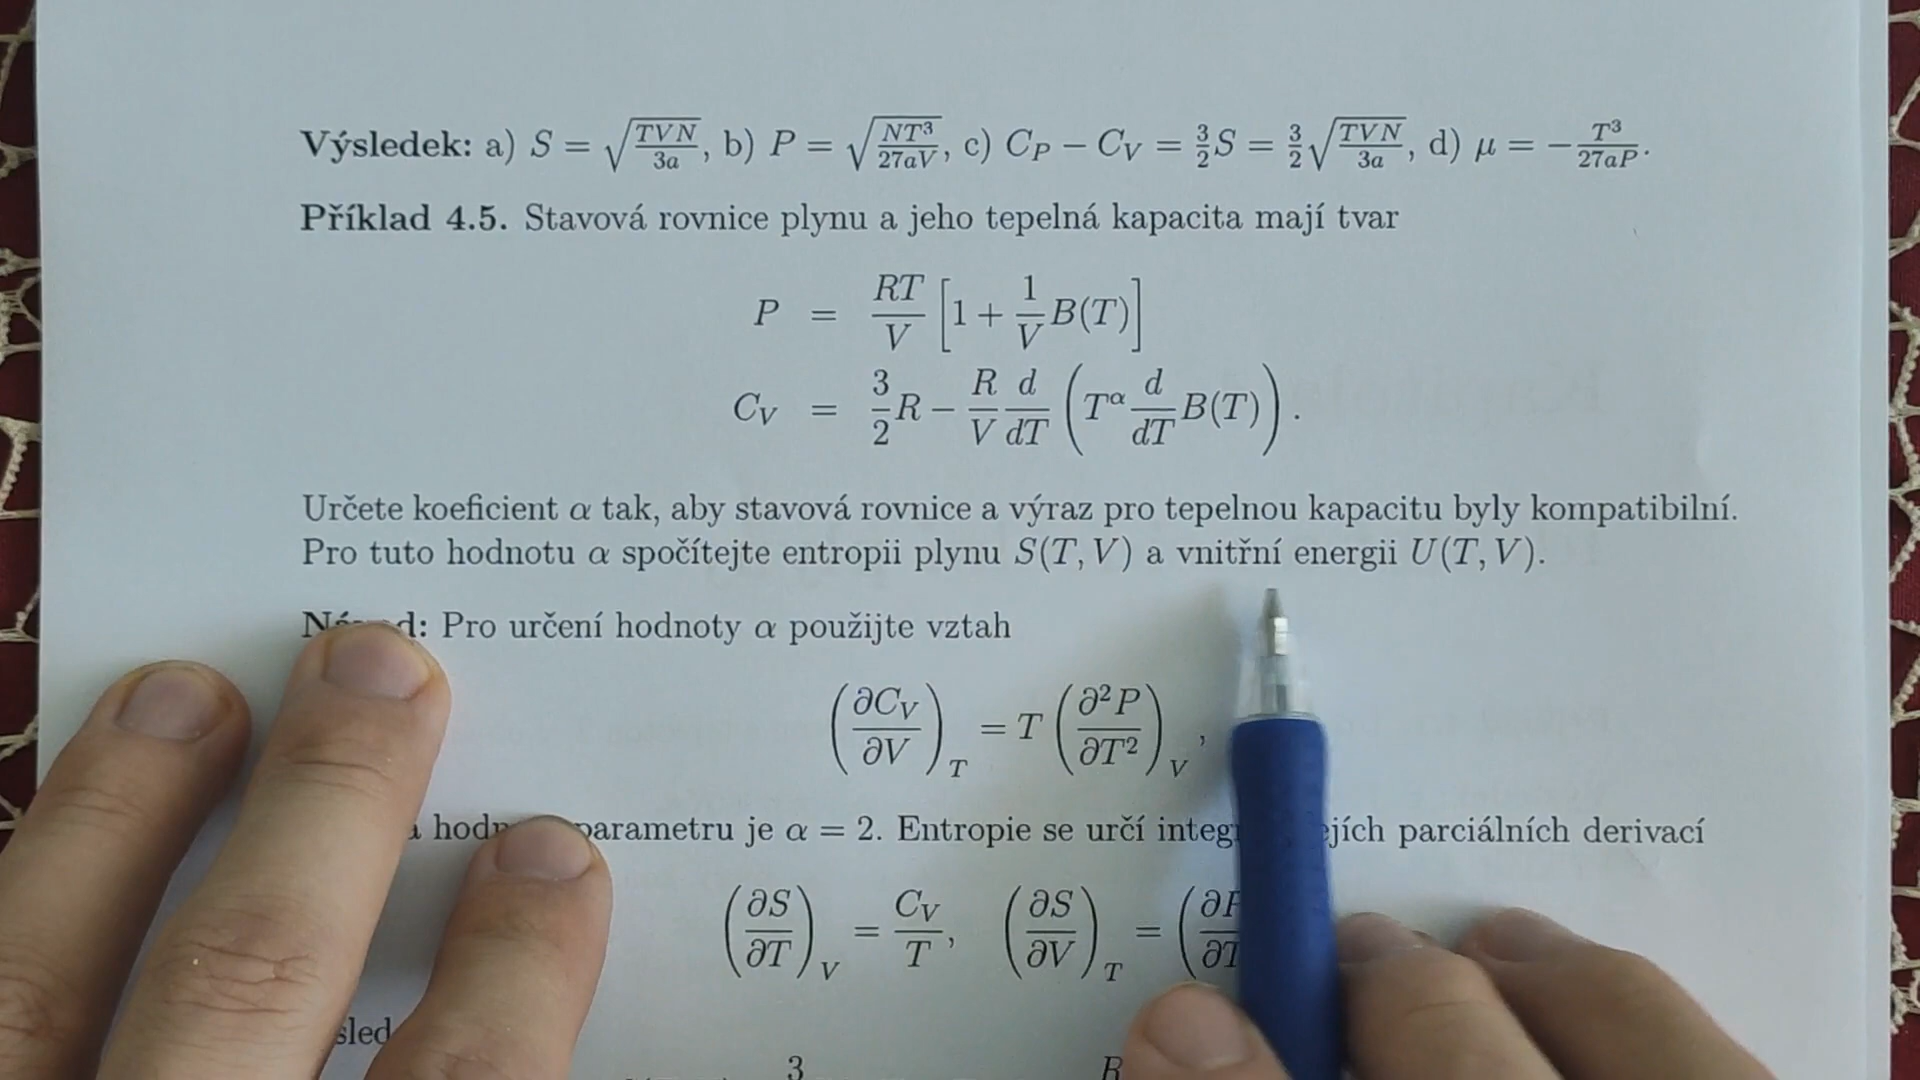 Výsledek: a) S = √(TVN/3a), b) P = √(NT³/27aV), c) C_P − C_V = 3/2 S = 3/2 √(TVN/3a), d) μ = −T³/27aP.
Příklad 4.5. Stavová rovnice plynu a jeho tepelná kapacita mají tvar
P = RT/V [1 + 1/V B(T)]
C_V = 3/2 R − R/V d/dT (T^α d/dT B(T)).
Určete koeficient α tak, aby stavová rovnice a výraz pro tepelnou kapacitu byly kompatibilní.
Pro tuto hodnotu α spočítejte entropii plynu S(T, V) a vnitřní energii U(T, V).
Pro určení hodnoty α použijte vztah
(∂C_V/∂V)_T = T (∂²P/∂T²)_V ,
parametru je α = 2. Entropie se určí parciálních derivací
(∂S/∂T)_V = C_V/T, (∂S/∂V)_T =
3 B